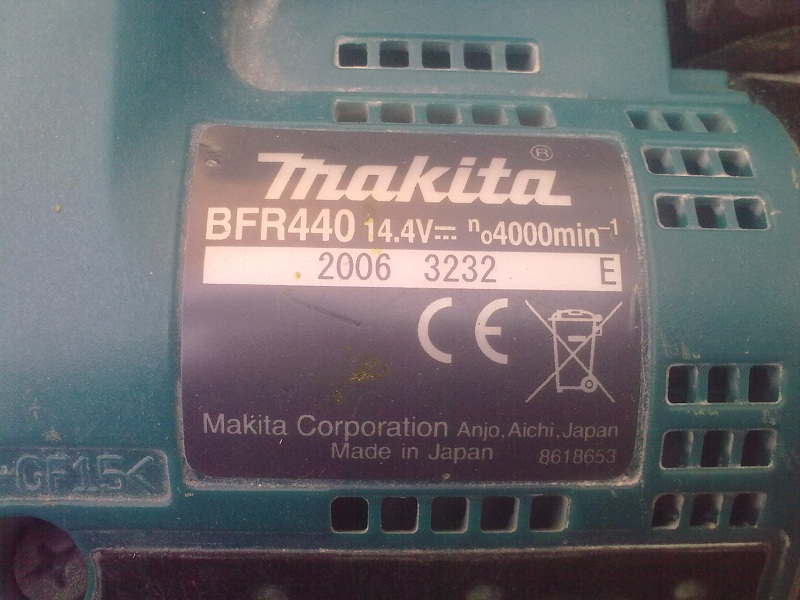 makita®
BFR440 14.4V⎓ n₀4000min⁻¹
2006 3232 E
CE
Makita Corporation Anjo, Aichi, Japan
Made in Japan 8618653
-GF15<